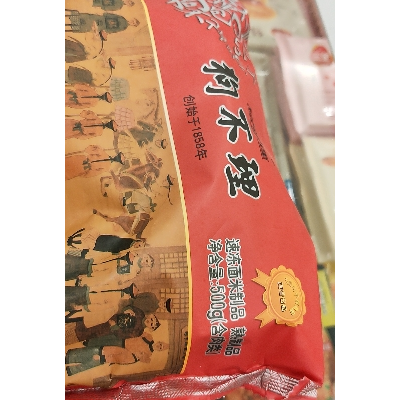 狗不理
创始于1858年
速冻面米制品 熟制品
净含量:500g